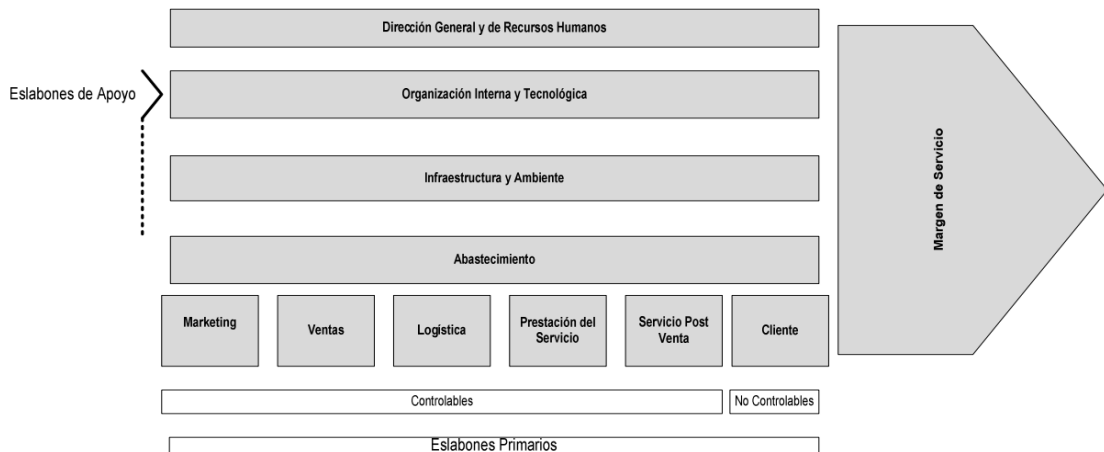 Dirección General y de Recursos Humanos
Eslabones de Apoyo
Organización Interna y Tecnológica
Infraestructura y Ambiente
Abastecimiento
Marketing
Ventas
Logística
Prestación del
Servicio
Servicio Post
Venta
Cliente
Margen de Servicio
Controlables
No Controlables
Eslabones Primarios